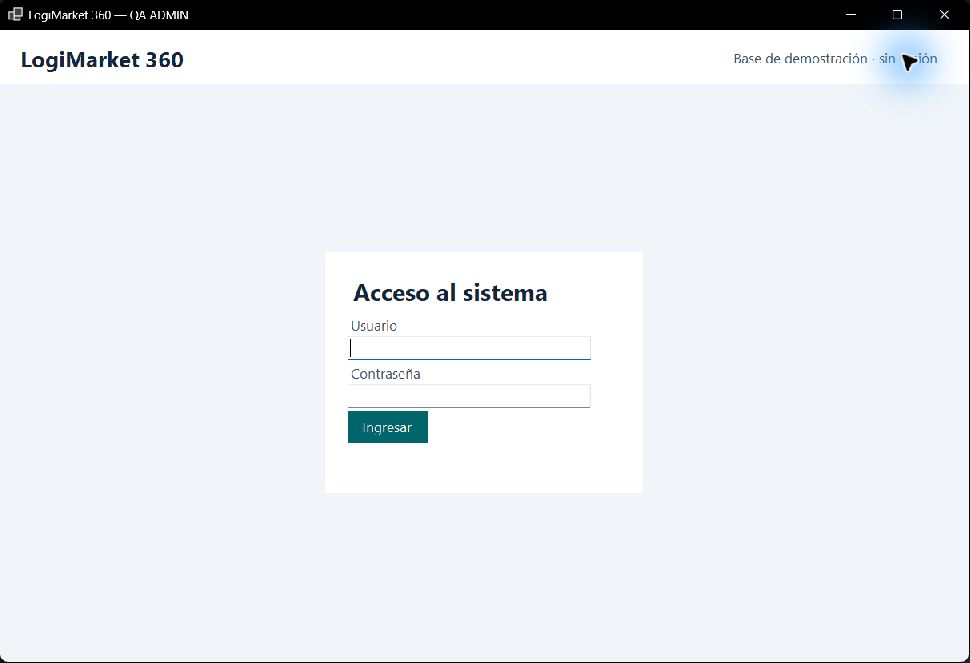 LogiMarket 360 — QA ADMIN
LogiMarket 360
Base de demostración · sin
Acceso al sistema
Usuario
Contraseña
Ingresar